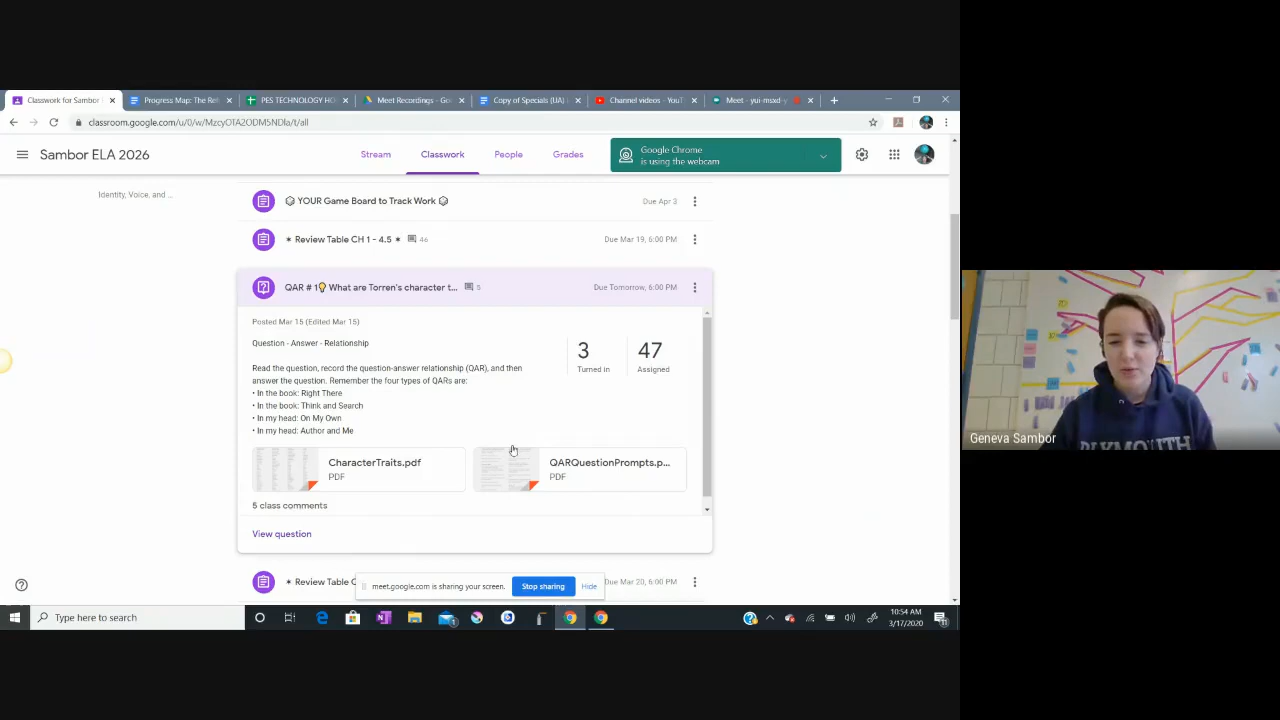 Classwork for Sambor
Progress Map: The Rel
PES TECHNOLOGY HO
Meet Recordings - Goo
Copy of Specials (UA)
Channel videos - YouT
Meet - yui-msxd-y
classroom.google.com/u/0/w/MzcyOTA2ODM5NDla/t/all
Sambor ELA 2026
Stream
Classwork
People
Grades
Google Chrome
is using the webcam
Identity, Voice, and ...
YOUR Game Board to Track Work
Due Apr 3
✶ Review Table CH 1 - 4.5 ✶
46
Due Mar 19, 6:00 PM
QAR # 1💡 What are Torren's character t...
5
Due Tomorrow, 6:00 PM
Posted Mar 15 (Edited Mar 15)
Question - Answer - Relationship
3
Turned in
47
Assigned
Read the question, record the question-answer relationship (QAR), and then
answer the question. Remember the four types of QARs are:
• In the book: Right There
• In the book: Think and Search
• In my head: On My Own
• In my head: Author and Me
CharacterTraits.pdf
PDF
QARQuestionPrompts.p...
PDF
5 class comments
View question
✶ Review Table C
Due Mar 20, 6:00 PM
meet.google.com is sharing your screen.
Stop sharing
Hide
Type here to search
10:54 AM
3/17/2020
PLYMOUTH
Geneva Sambor